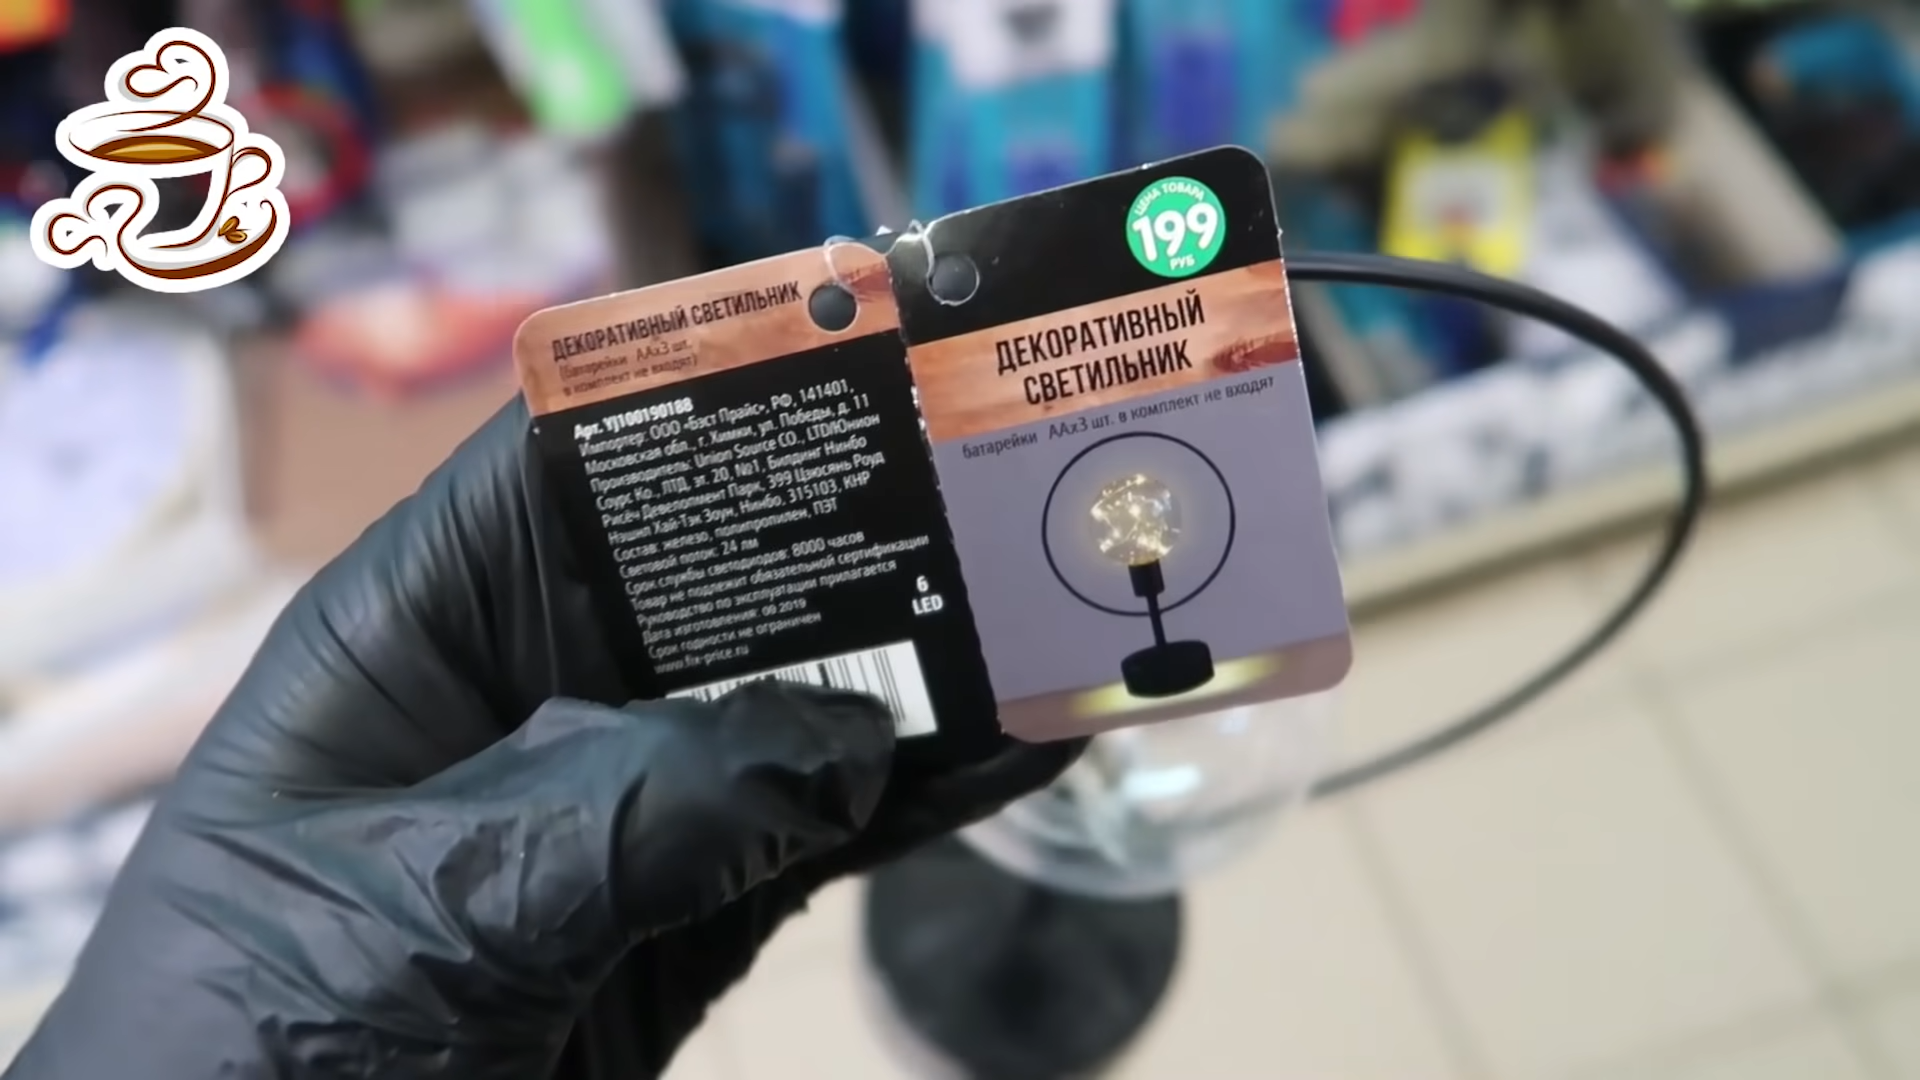 ДЕКОРАТИВНЫЙ СВЕТИЛЬНИК
(батарейки ААх3 шт.
в комплект не входят)
Арт. YJ100190188
Импортер: ООО «Бэст Прайс», РФ, 141401,
Московская обл., г. Химки, ул. Победы, д. 11
Производитель: Union Source CO., LTD/Юнион
Соурс Ко., ЛТД, эт. 20, №1, Билдинг Нинбо
Рисёч Девелопмент Парк, 399 Цзюсянь Роуд
Нэшнл Хай-Тэк Зоун, Нинбо, 315103, КНР
Состав: железо, полипропилен, ПЭТ
Световой поток: 24 лм
Срок службы светодиодов: 8000 часов
Товар не подлежит обязательной сертификации
Руководство по эксплуатации прилагается
Дата изготовления: 09.2019
Срок годности не ограничен
www.fix-price.ru
6
LED
ЦЕНА ТОВАРА
199
РУБ
ДЕКОРАТИВНЫЙ
СВЕТИЛЬНИК
батарейки ААх3 шт. в комплект не входят